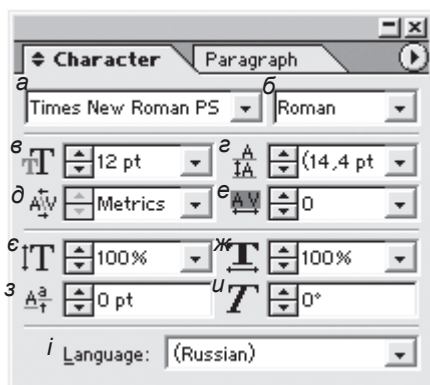 Character Paragraph
а б
Times New Roman PS Roman
в 12 pt г (14,4 pt
д Metrics е 0
є 100% ж 100%
з 0 pt и 0°
і Language: (Russian)